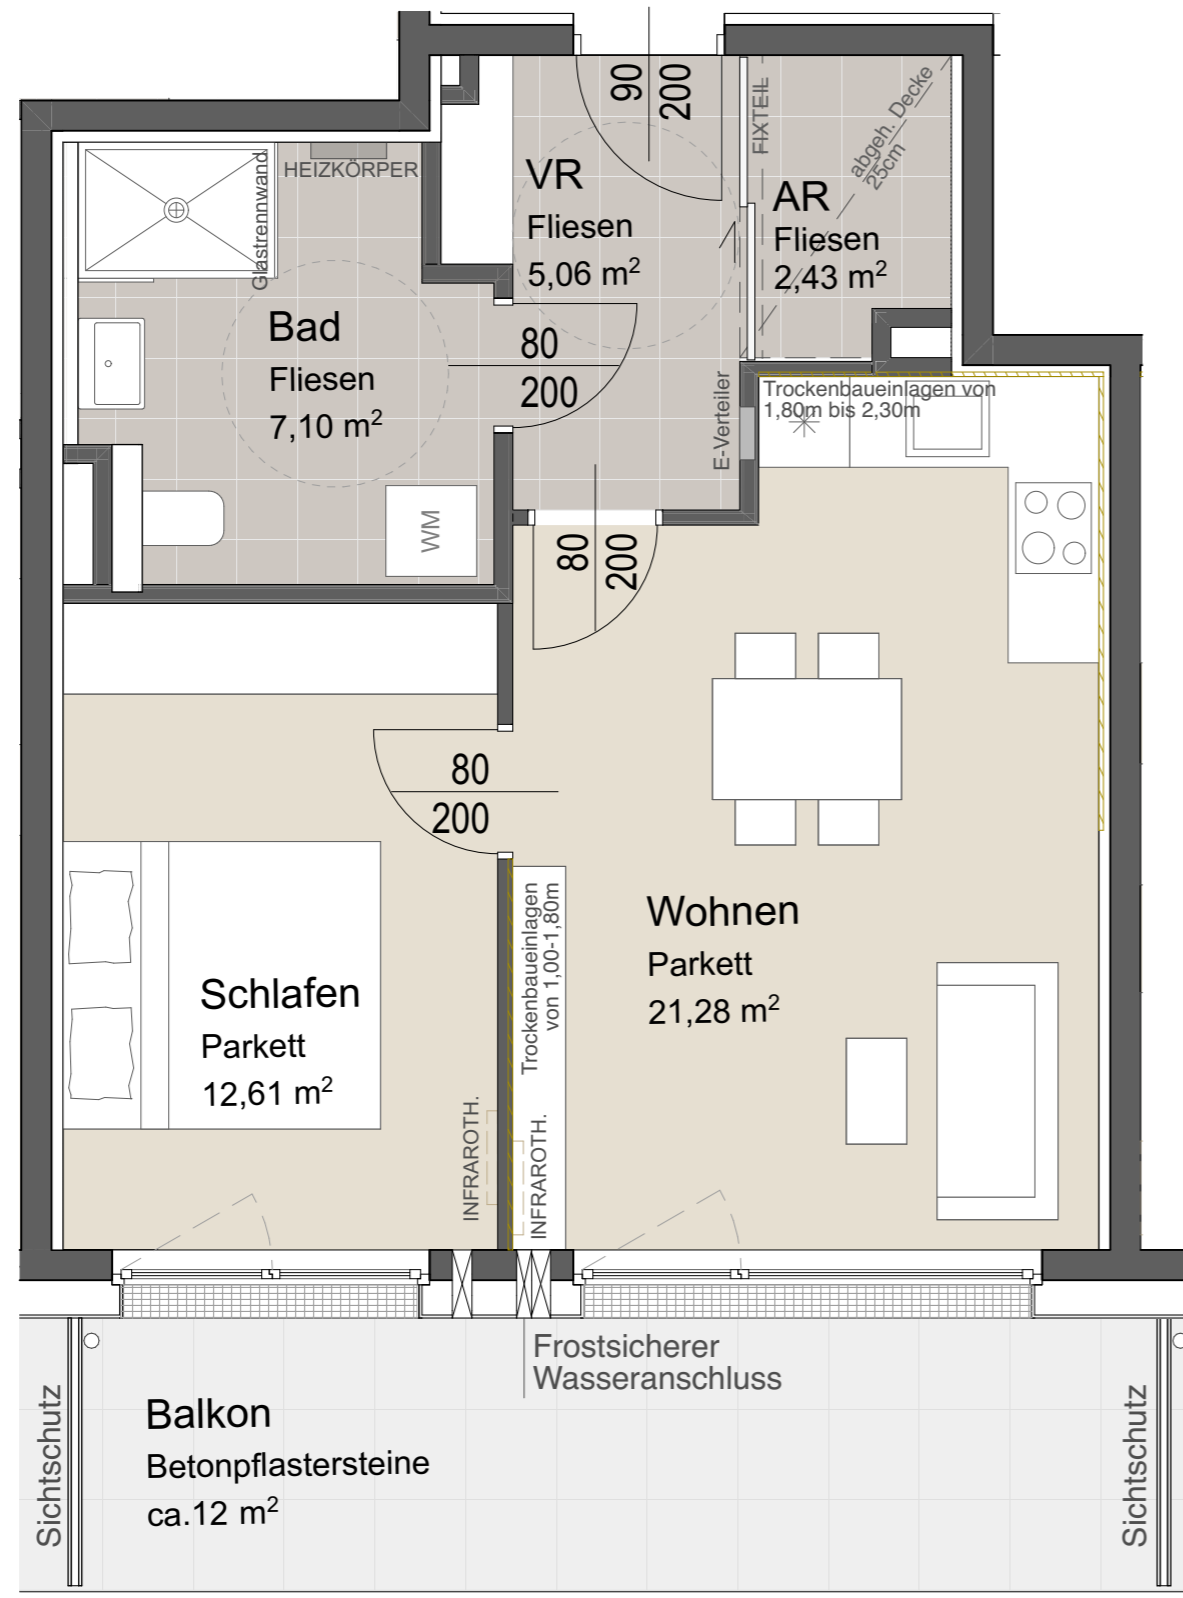 90
200
FIXTEIL
abgeh. Decke
25cm
HEIZKÖRPER
Glastrennwand
VR
Fliesen
5,06 m²
AR
Fliesen
2,43 m²
Bad
Fliesen
7,10 m²
80
200
E-Verteiler
Trockenbaueinlagen von
1,80m bis 2,30m
WM
80
200
80
200
Trockenbaueinlagen
von 1,00-1,80m
Wohnen
Parkett
21,28 m²
Schlafen
Parkett
12,61 m²
INFRAROTH.
INFRAROTH.
Frostsicherer
Wasseranschluss
Sichtschutz
Balkon
Betonpflastersteine
ca.12 m²
Sichtschutz